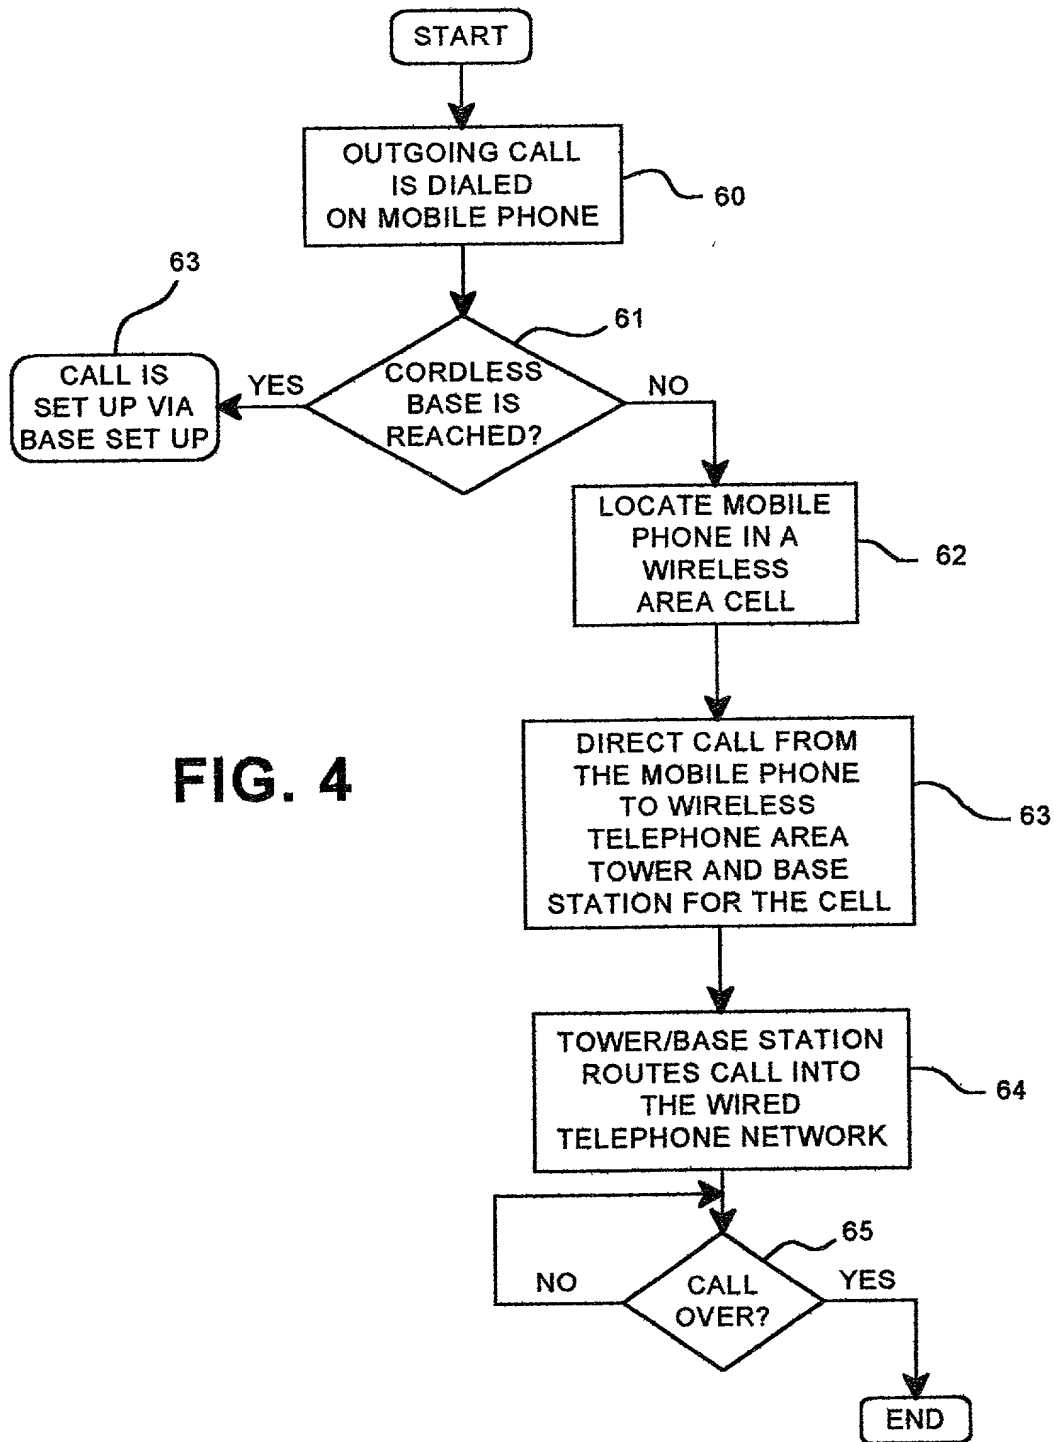 START
OUTGOING CALL
IS DIALED
ON MOBILE PHONE
60
63
61
CALL IS
SET UP VIA
BASE SET UP
YES
CORDLESS
BASE IS
REACHED?
NO
LOCATE MOBILE
PHONE IN A
WIRELESS
AREA CELL
62
FIG. 4
DIRECT CALL FROM
THE MOBILE PHONE
TO WIRELESS
TELEPHONE AREA
TOWER AND BASE
STATION FOR THE CELL
63
TOWER/BASE STATION
ROUTES CALL INTO
THE WIRED
TELEPHONE NETWORK
64
65
NO
CALL
OVER?
YES
END